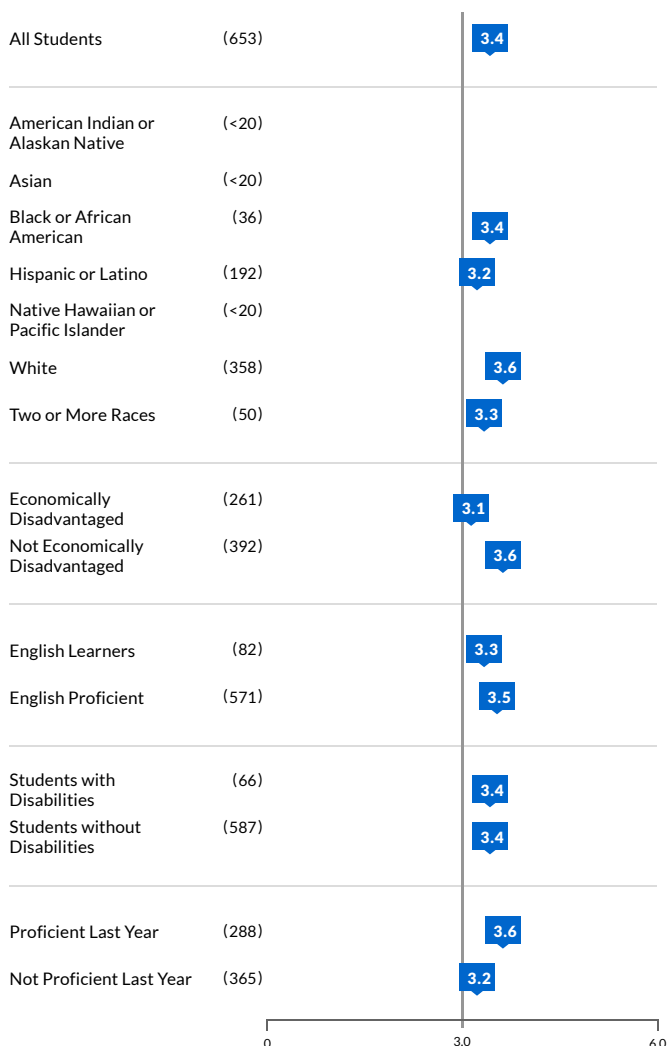 All Students (653) 3.4
American Indian or (<20)
Alaskan Native
Asian (<20)
Black or African (36) 3.4
American
Hispanic or Latino (192) 3.2
Native Hawaiian or (<20)
Pacific Islander
White (358) 3.6
Two or More Races (50) 3.3
Economically (261) 3.1
Disadvantaged
Not Economically (392) 3.6
Disadvantaged
English Learners (82) 3.3
English Proficient (571) 3.5
Students with (66) 3.4
Disabilities
Students without (587) 3.4
Disabilities
Proficient Last Year (288) 3.6
Not Proficient Last Year (365) 3.2
0 3.0 6.0